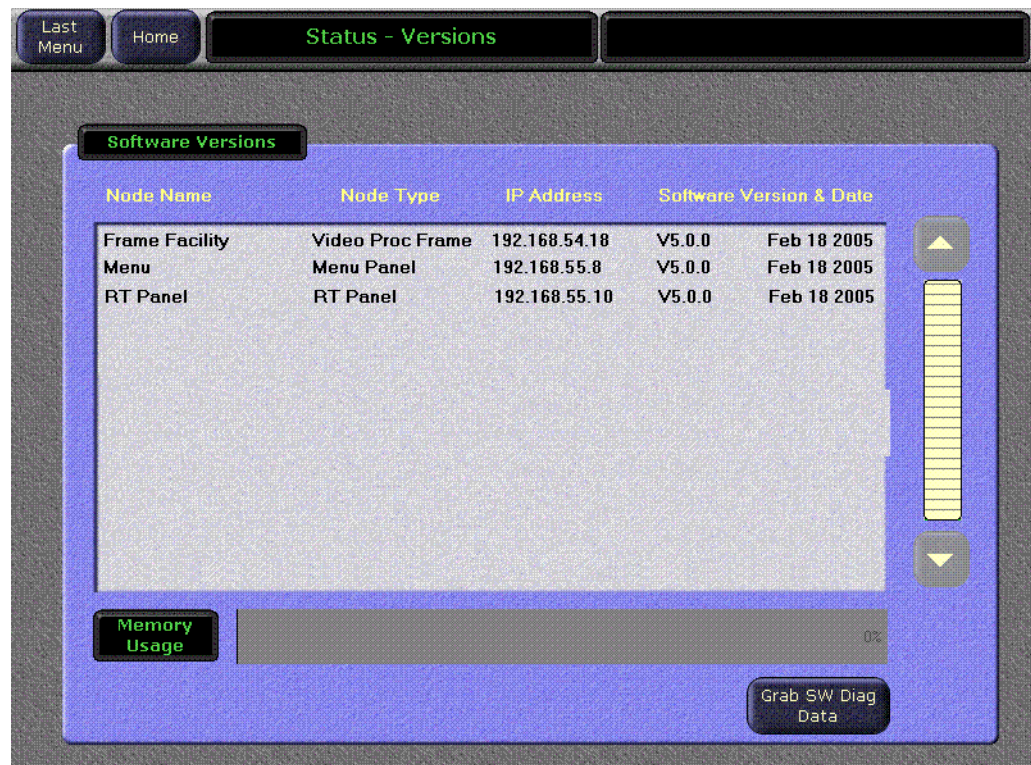 Last Menu Home Status - Versions
Software Versions
Node Name Node Type IP Address Software Version & Date
Frame Facility Video Proc Frame 192.168.54.18 V5.0.0 Feb 18 2005
Menu Menu Panel 192.168.55.8 V5.0.0 Feb 18 2005
RT Panel RT Panel 192.168.55.10 V5.0.0 Feb 18 2005
Memory
Usage
0%
Grab SW Diag
Data